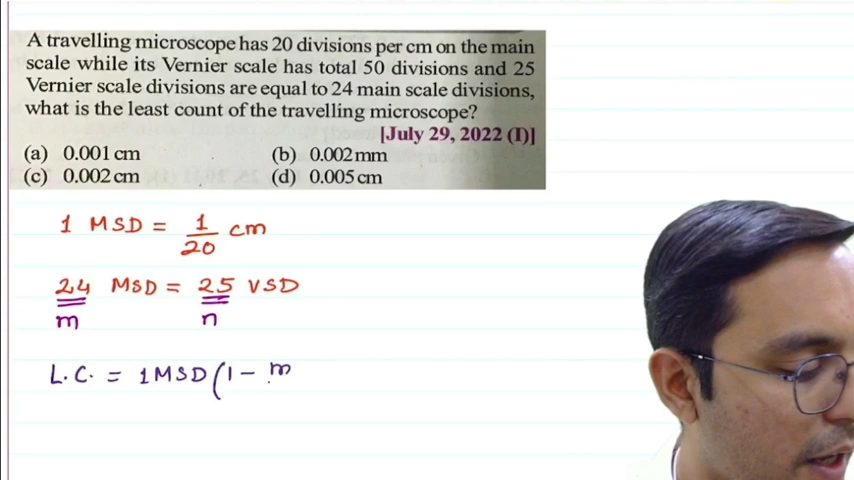 A travelling microscope has 20 divisions per cm on the main
scale while its Vernier scale has total 50 divisions and 25
Vernier scale divisions are equal to 24 main scale divisions,
what is the least count of the travelling microscope?
[July 29, 2022 (I)]
(a) 0.001 cm (b) 0.002 mm
(c) 0.002 cm (d) 0.005 cm
1 MSD = 1/20 cm
24 MSD = 25 VSD
m n
L.C. = 1MSD(1 - m